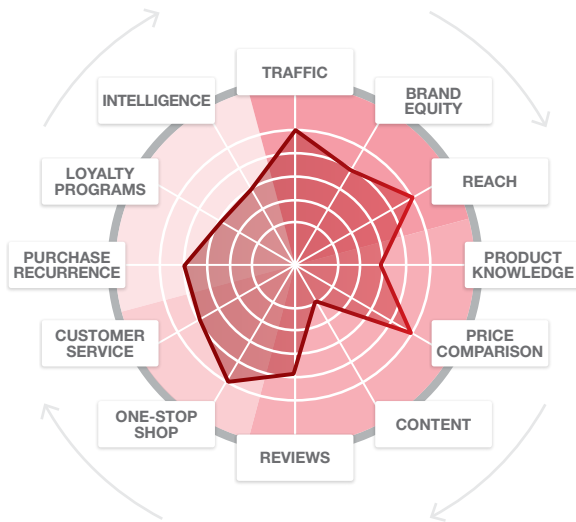 TRAFFIC
BRAND
EQUITY
REACH
PRODUCT
KNOWLEDGE
PRICE
COMPARISON
CONTENT
REVIEWS
ONE-STOP
SHOP
CUSTOMER
SERVICE
PURCHASE
RECURRENCE
LOYALTY
PROGRAMS
INTELLIGENCE